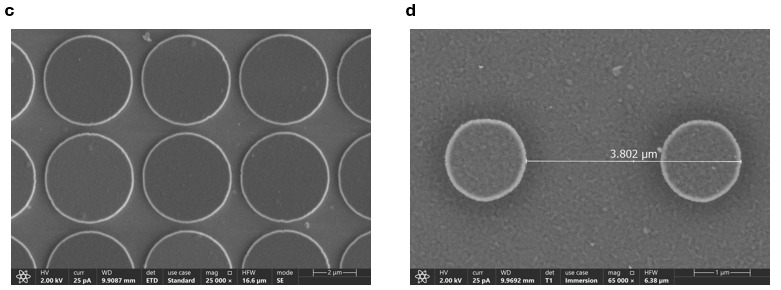 c
d
3.802 µm
HV curr WD det use case mag HFW mode
2.00 kV 25 pA 9.9087 mm ETD Standard 25 000 × 16.6 µm SE
2 µm
HV curr WD det use case mag HFW
2.00 kV 25 pA 9.9692 mm T1 Immersion 65 000 × 6.38 µm
1 µm